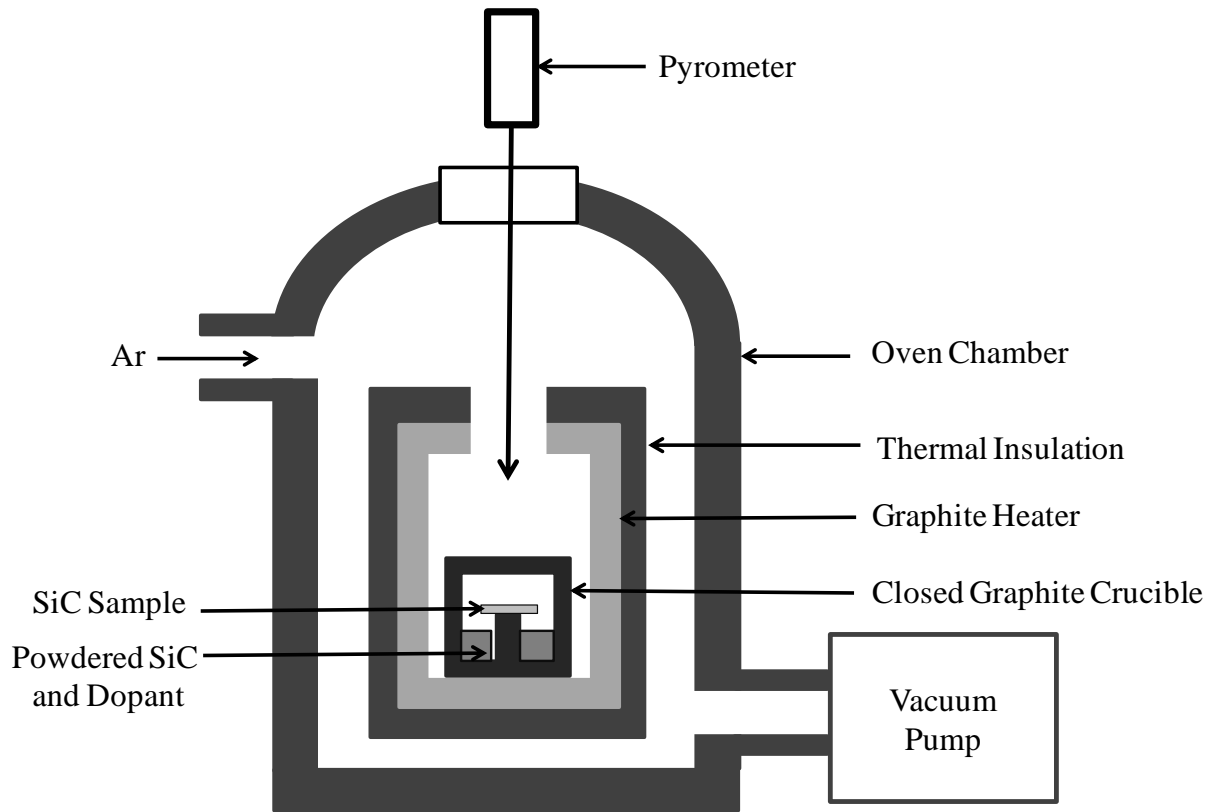 Pyrometer
Ar
Oven Chamber
Thermal Insulation
Graphite Heater
Closed Graphite Crucible
SiC Sample
Powdered SiC
and Dopant
Vacuum
Pump